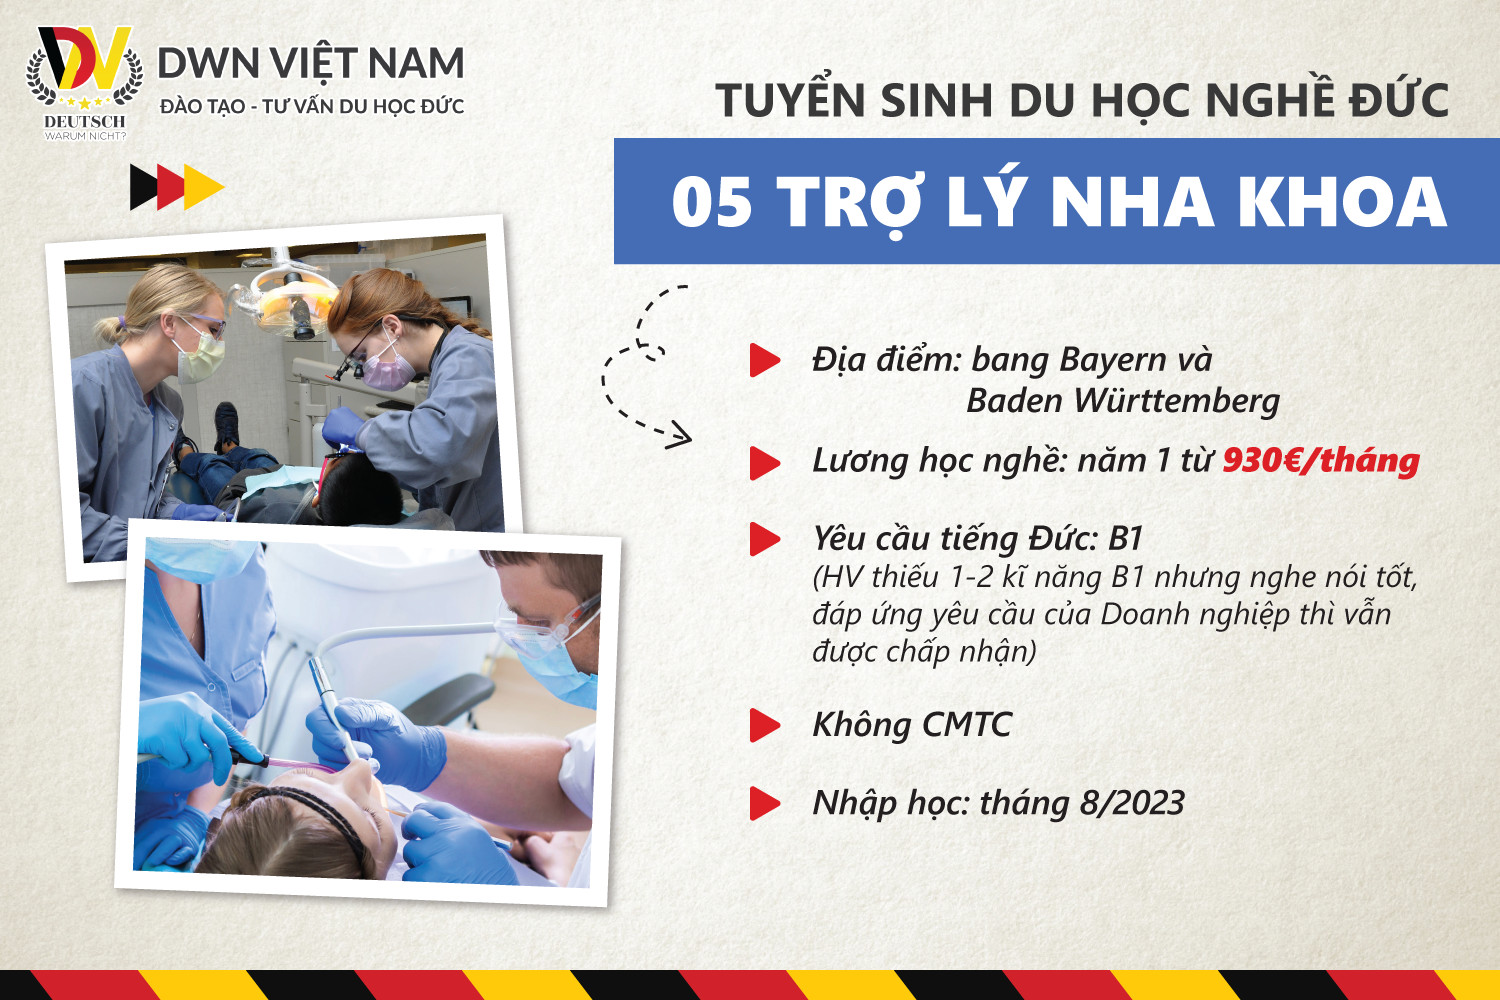 DWN VIỆT NAM
ĐÀO TẠO - TƯ VẤN DU HỌC ĐỨC
DEUTSCH
WARUM NICHT?
TUYỂN SINH DU HỌC NGHỀ ĐỨC
05 TRỢ LÝ NHA KHOA
Địa điểm: bang Bayern và
Baden Württemberg
Lương học nghề: năm 1 từ 930€/tháng
Yêu cầu tiếng Đức: B1
(HV thiếu 1-2 kĩ năng B1 nhưng nghe nói tốt,
đáp ứng yêu cầu của Doanh nghiệp thì vẫn
được chấp nhận)
Không CMTC
Nhập học: tháng 8/2023